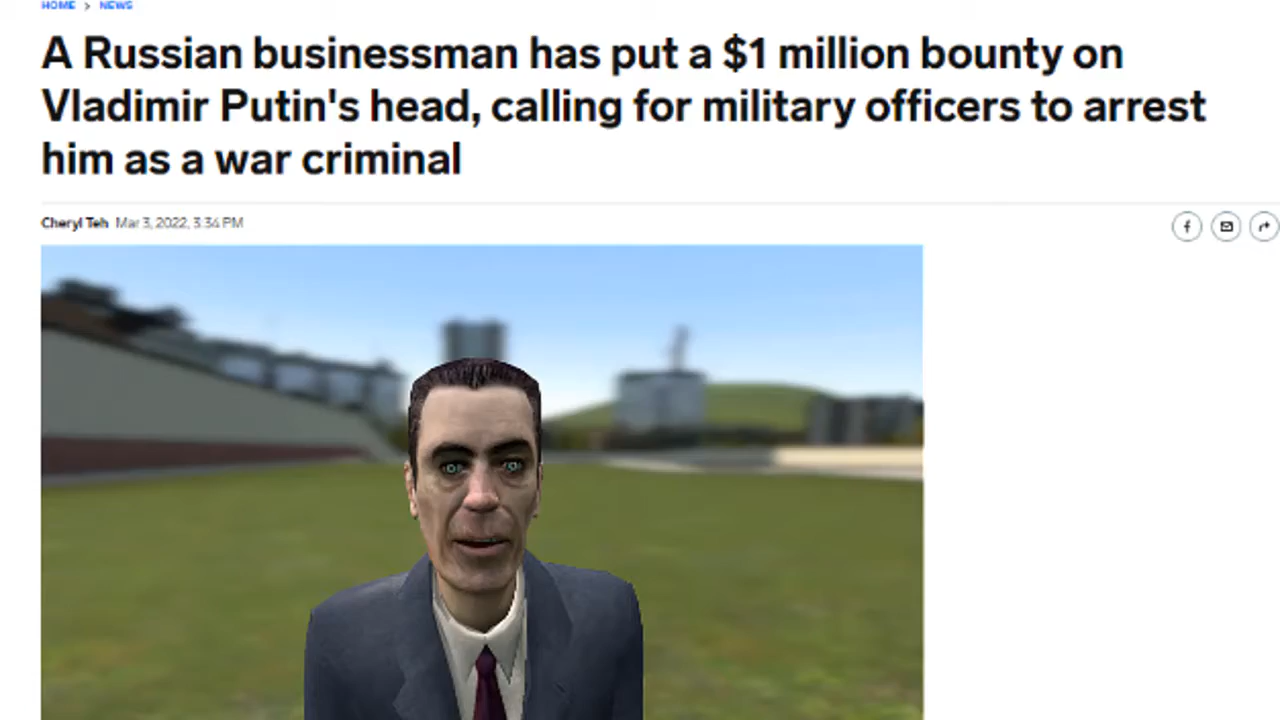 HOME > NEWS
A Russian businessman has put a $1 million bounty on
Vladimir Putin's head, calling for military officers to arrest
him as a war criminal
Cheryl Teh Mar 3, 2022, 3:34 PM